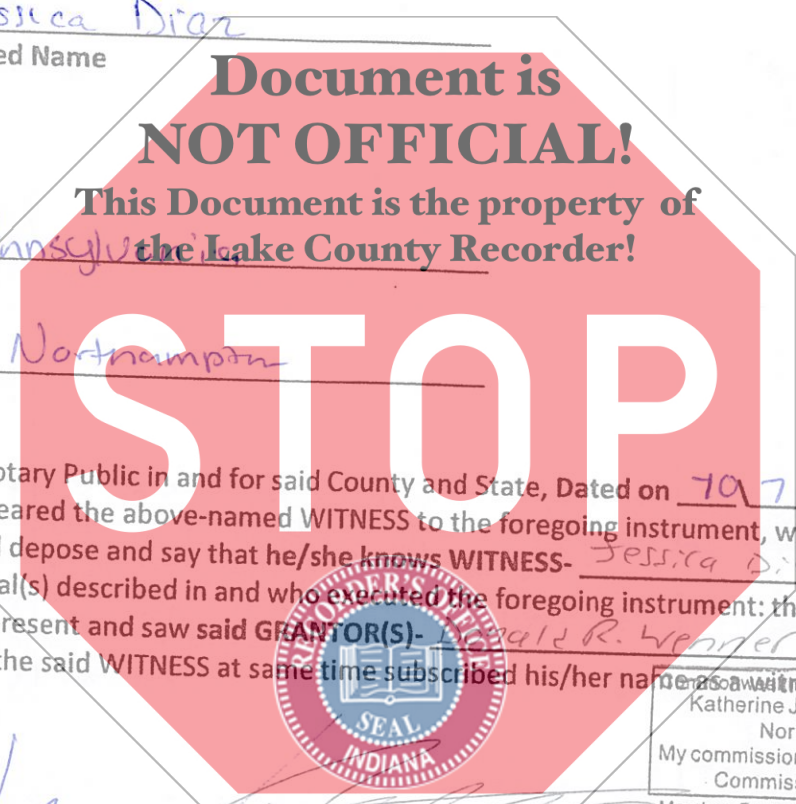 ssica Diaz
ed Name
Document is
NOT OFFICIAL!
This Document is the property of
the Lake County Recorder!
nnsylvania
Northampton
STOP
otary Public in and for said County and State, Dated on
eared the above-named WITNESS to the foregoing instrument, w
depose and say that he/she knows WITNESS- Jessica Di
al(s) described in and who executed the foregoing instrument: th
resent and saw said GRANTOR(S)- Donald R. Wenner
the said WITNESS at same time subscribed his/her name as a witn
RECORDER'S OFFICE
SEAL
INDIANA
Katherine J
Nor
My commission
Commiss